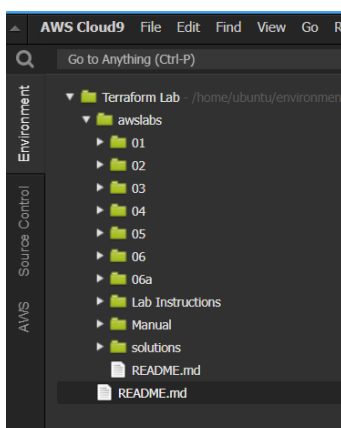 AWS Cloud9 File Edit Find View Go
Go to Anything (Ctrl-P)
Environment
Source Control
AWS
Terraform Lab - /home/ubuntu/environmen
awslabs
01
02
03
04
05
06
06a
Lab Instructions
Manual
solutions
README.md
README.md